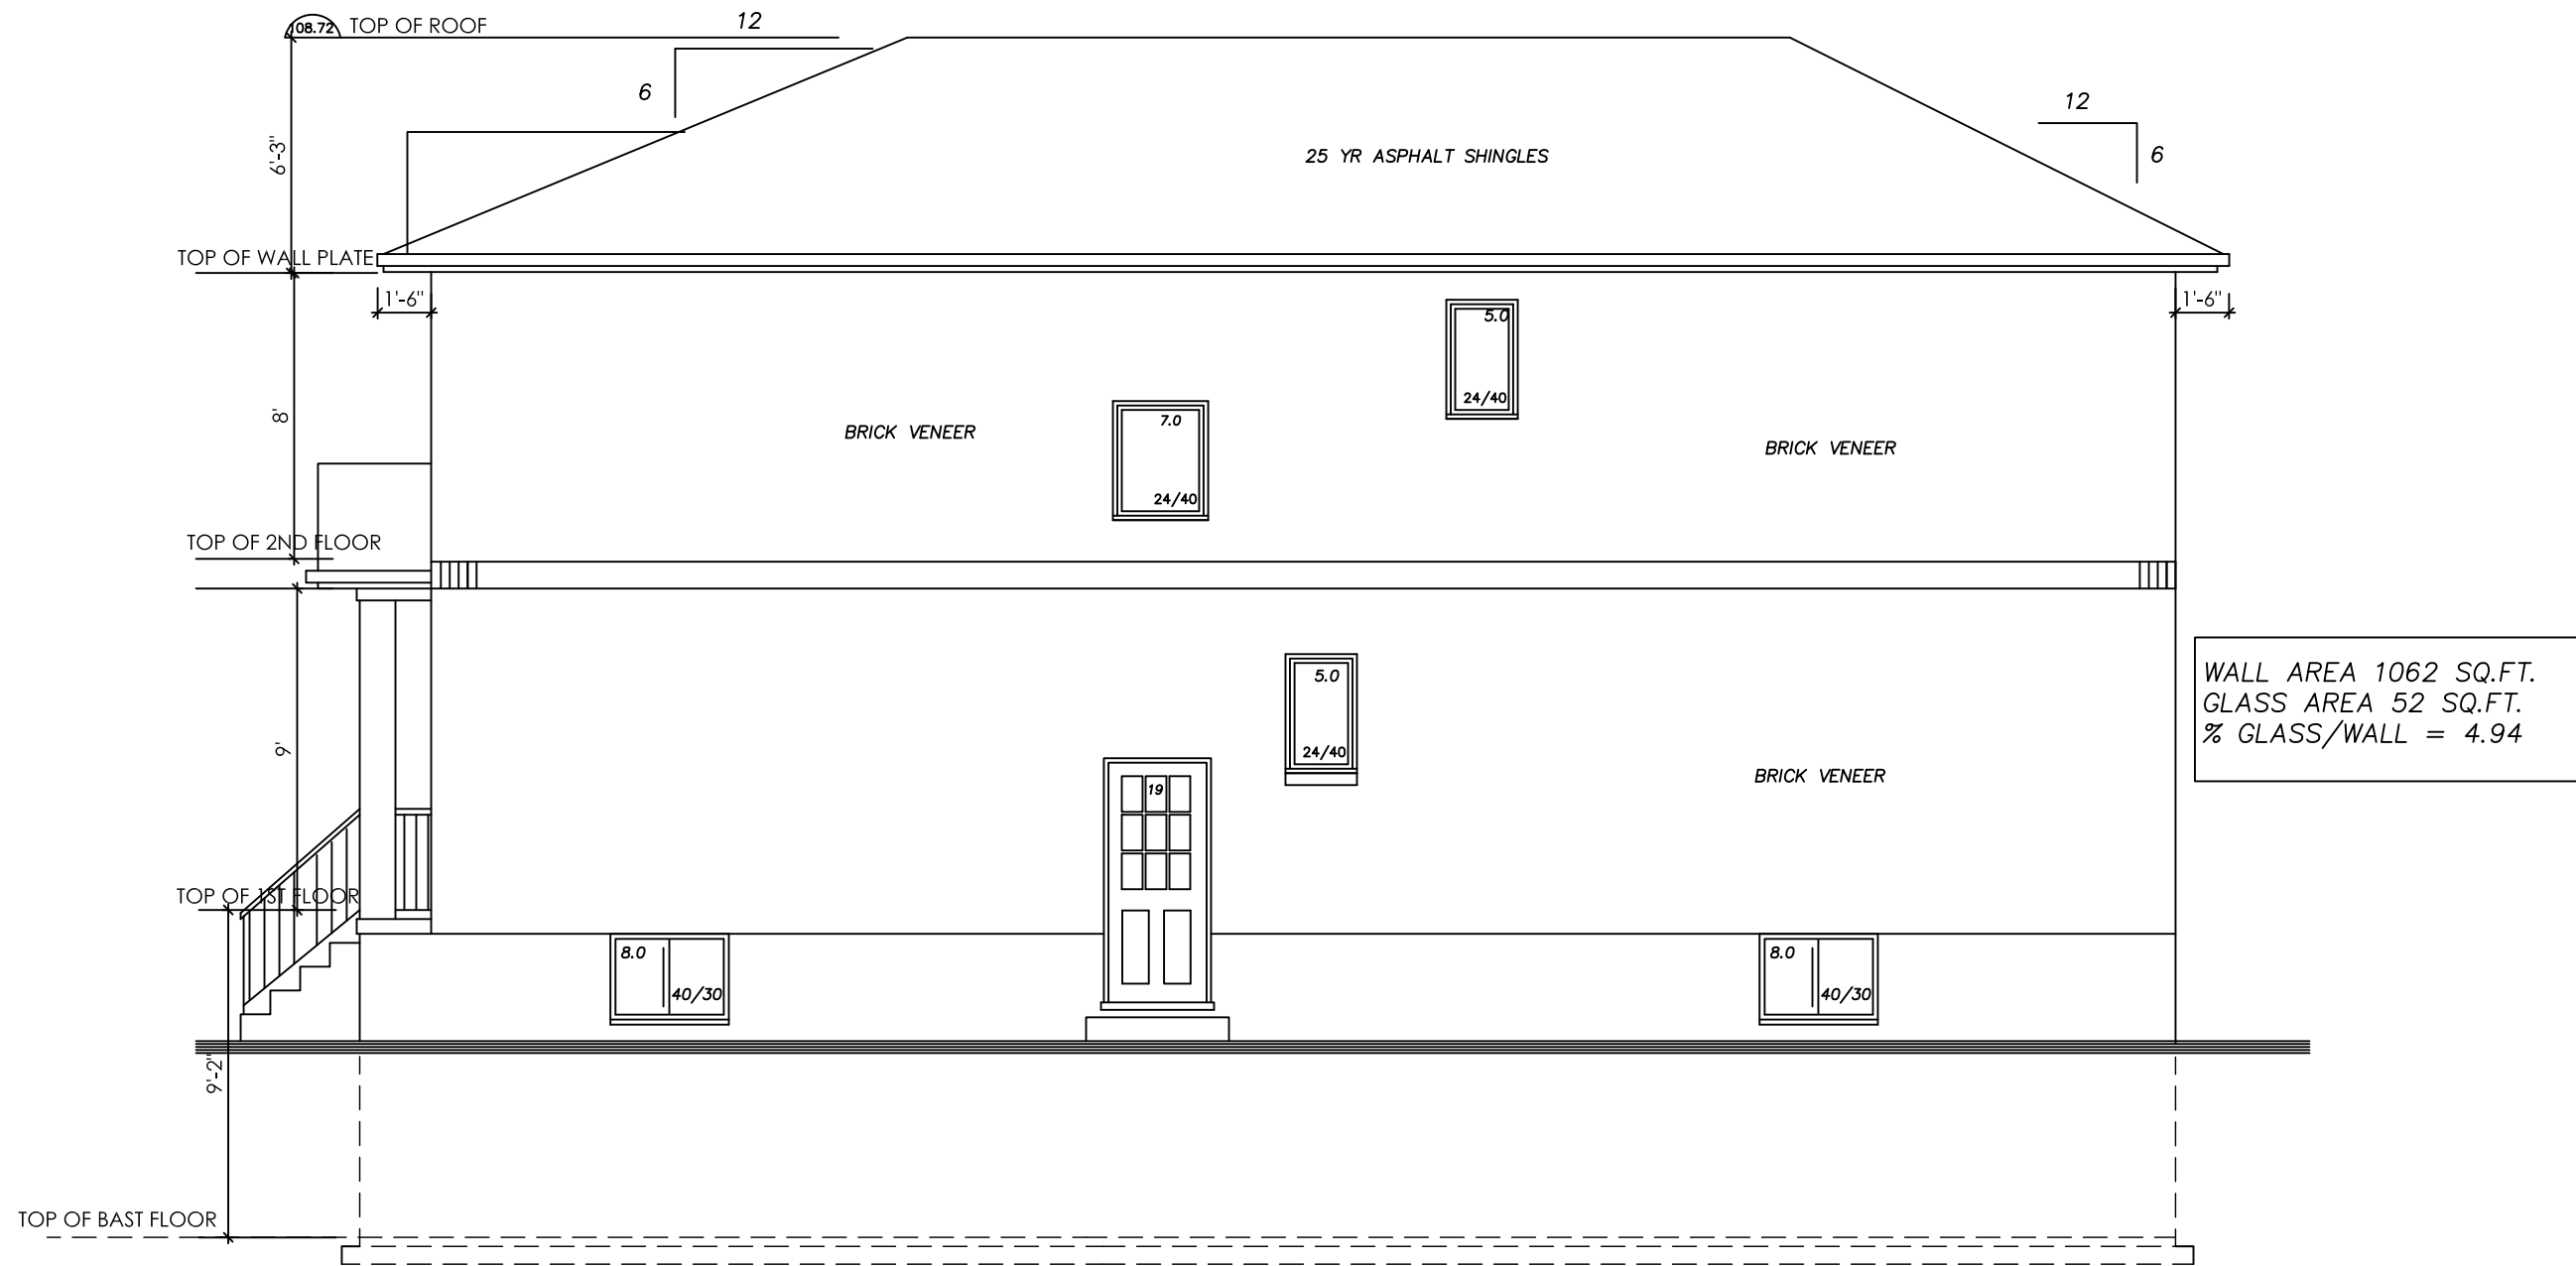 108.72 TOP OF ROOF
12
6
12
6
6'-3"
25 YR ASPHALT SHINGLES
TOP OF WALL PLATE
1'-6"
1'-6"
5.0
24/40
8'
BRICK VENEER
7.0
24/40
BRICK VENEER
TOP OF 2ND FLOOR
9'
5.0
24/40
WALL AREA 1062 SQ.FT.
GLASS AREA 52 SQ.FT.
% GLASS/WALL = 4.94
BRICK VENEER
19
TOP OF 1ST FLOOR
8.0
40/30
8.0
40/30
9'-2"
TOP OF BAST FLOOR